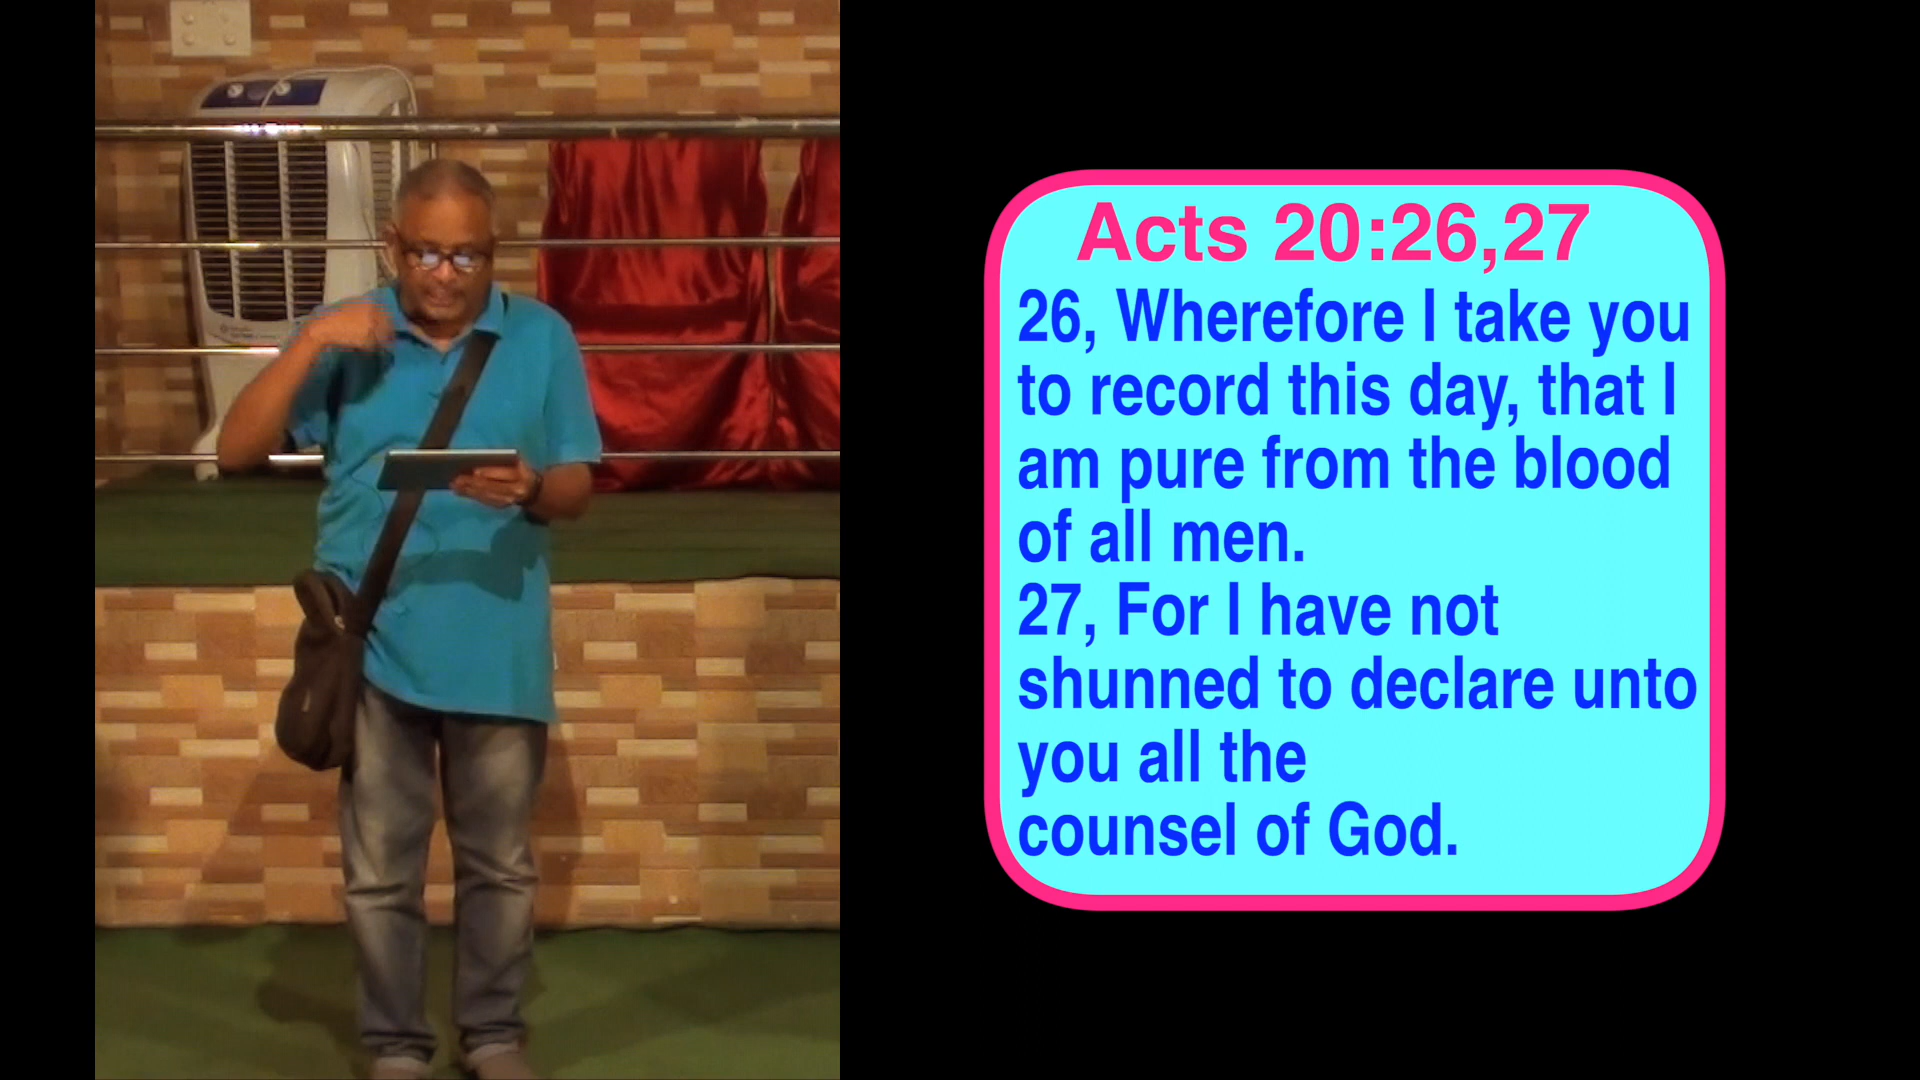 Acts 20:26,27
26, Wherefore I take you
to record this day, that I
am pure from the blood
of all men.
27, For I have not
shunned to declare unto
you all the
counsel of God.